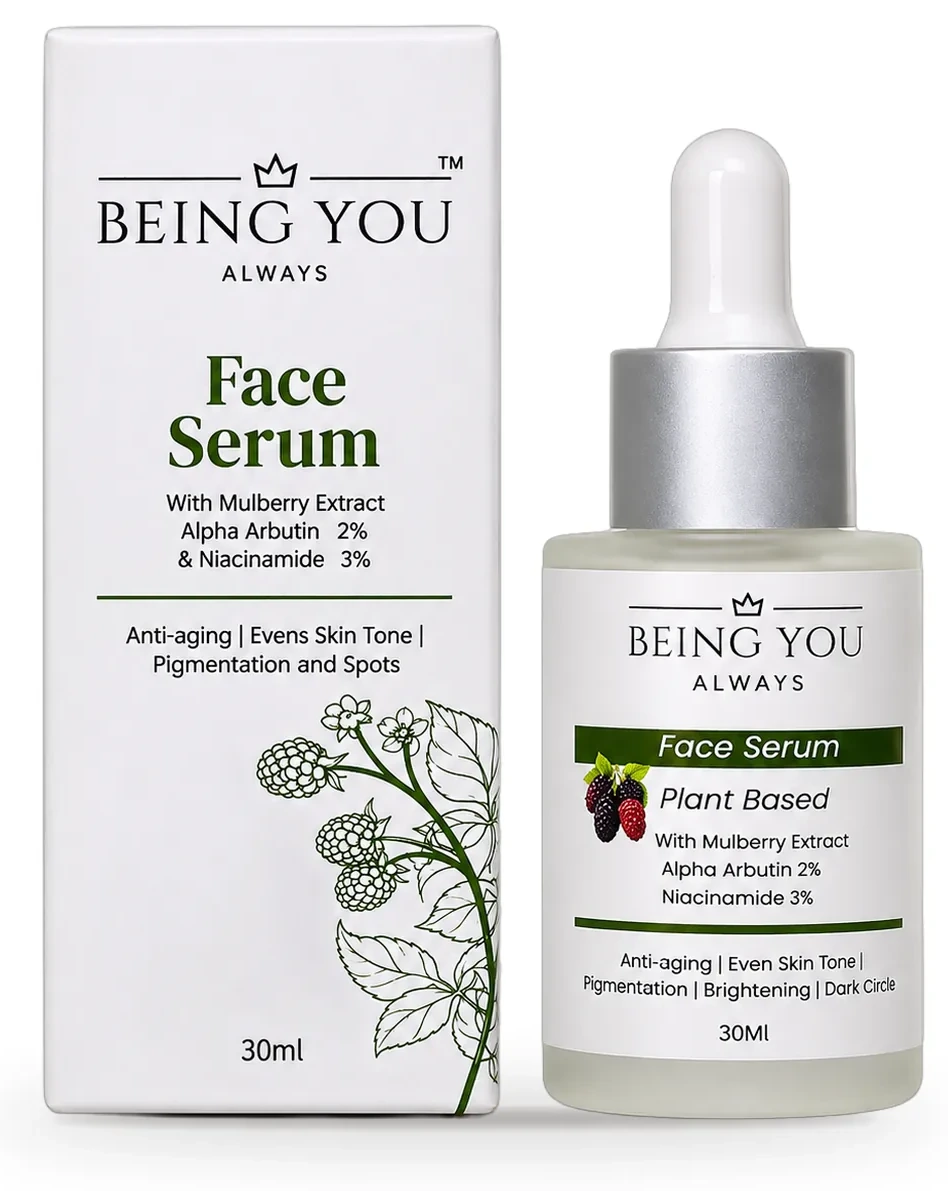 TM
BEING YOU
ALWAYS
Face
Serum
With Mulberry Extract
Alpha Arbutin 2%
& Niacinamide 3%
Anti-aging | Evens Skin Tone |
Pigmentation and Spots
30ml
BEING YOU
ALWAYS
Face Serum
Plant Based
With Mulberry Extract
Alpha Arbutin 2%
Niacinamide 3%
Anti-aging | Even Skin Tone |
Pigmentation | Brightening | Dark Circle
30Ml